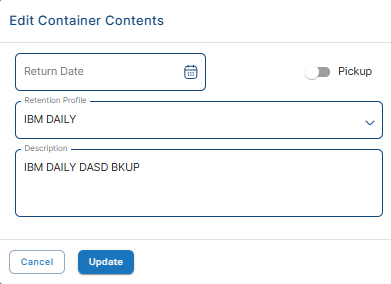 Edit Container Contents
Return Date
Pickup
Retention Profile
IBM DAILY
Description
IBM DAILY DASD BKUP
Cancel
Update